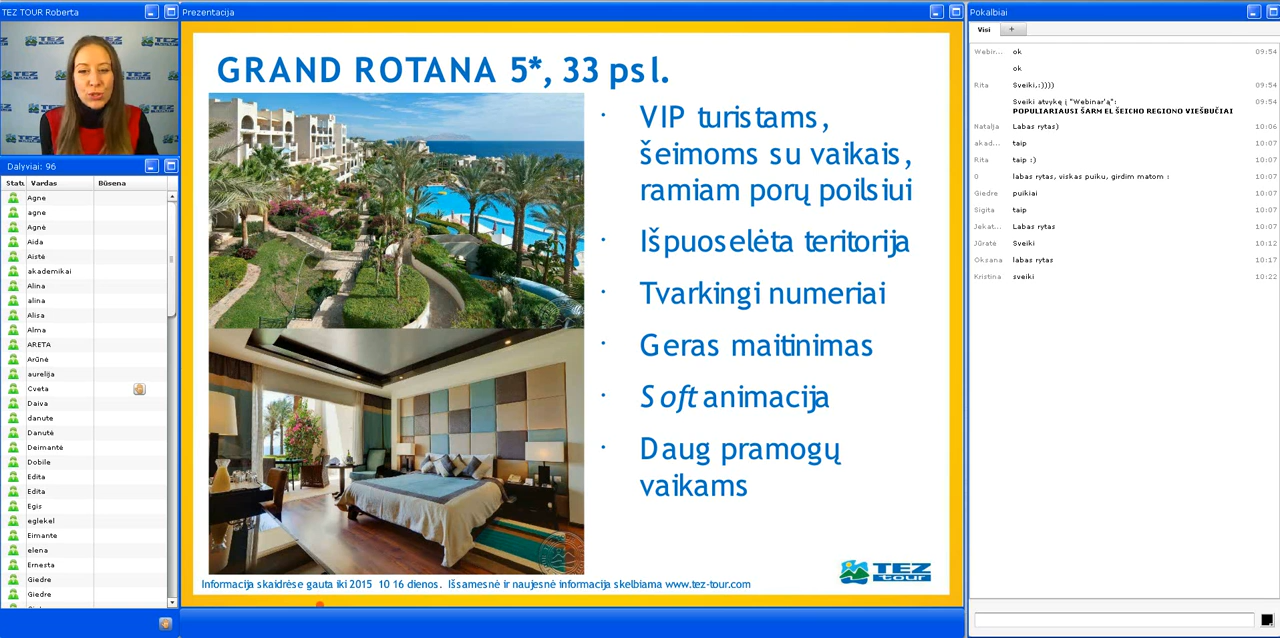 TEZ TOUR Roberta
Dalyviai: 96
Statu Vardas Būsena
Agne
agne
Agnė
Aida
Aistė
akademikai
Alina
alina
Alisa
Alma
ARETA
Arūnė
aurelija
Cveta
Daiva
danute
Danutė
Deimantė
Dobile
Edita
Edita
Egis
eglekel
Eimante
elena
Ernesta
Giedre
Giedre
Prezentacija
GRAND ROTANA 5*, 33 psl.
· VIP turistams,
šeimoms su vaikais,
ramiam porų poilsiui
· Išpuoselėta teritorija
· Tvarkingi numeriai
· Geras maitinimas
· Soft animacija
· Daug pramogų
vaikams
TEZ
tour
Informacija skaidrėse gauta iki 2015 10 16 dienos. Išsamesnė ir naujesnė informacija skelbiama www.tez-tour.com
Pokalbiai
Visi +
Webir... ok 09:54
ok
Rita Sveiki,:)))) 09:54
Sveiki atvykę į "Webinar'ą": 09:54
POPULIARIAUSI ŠARM EL ŠEICHO REGIONO VIEŠBUČIAI
Natalja Labas rytas) 10:06
akad... taip 10:07
Rita taip :) 10:07
0 labas rytas, viskas puiku, girdim matom : 10:07
Giedre puikiai 10:07
Sigita taip 10:07
Jekat... Labas rytas 10:07
Jūratė Sveiki 10:12
Oksana labas rytas 10:17
Kristina sveiki 10:22